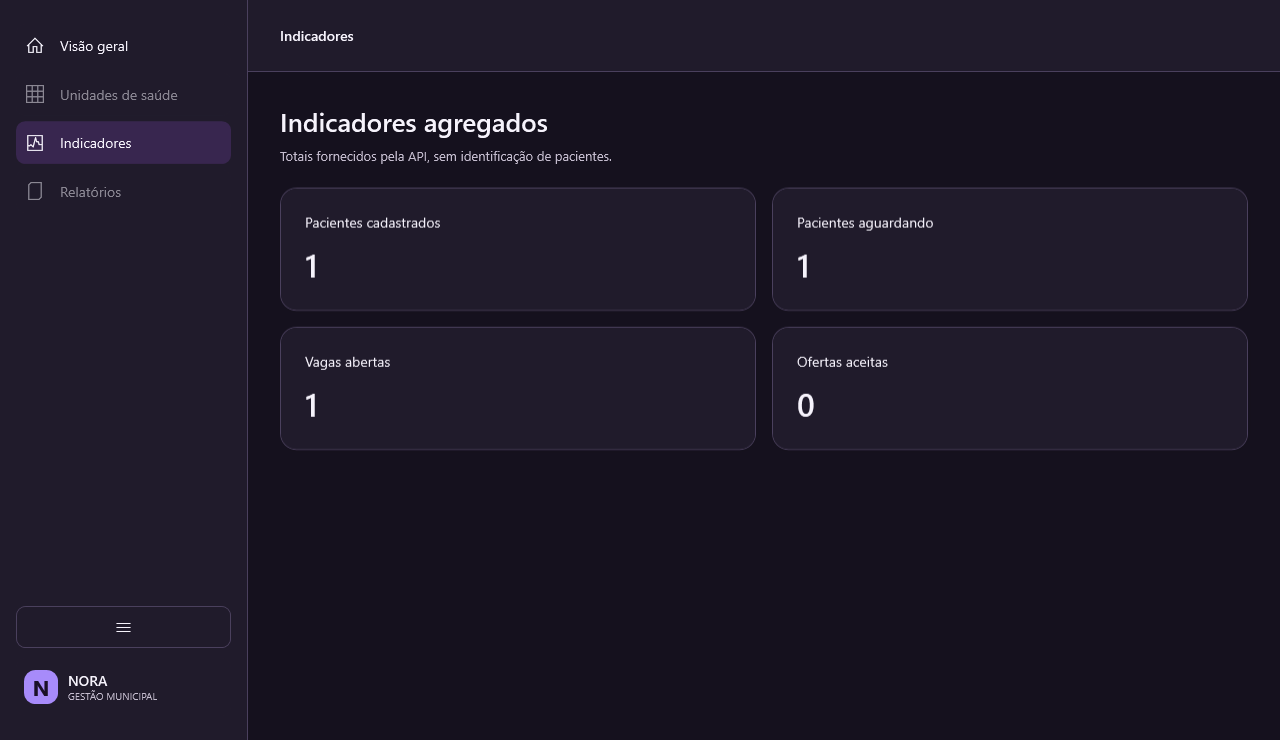 Visão geral
Unidades de saúde
Indicadores
Relatórios
N
NORA
GESTÃO MUNICIPAL
Indicadores
Indicadores agregados
Totais fornecidos pela API, sem identificação de pacientes.
Pacientes cadastrados
1
Pacientes aguardando
1
Vagas abertas
1
Ofertas aceitas
0